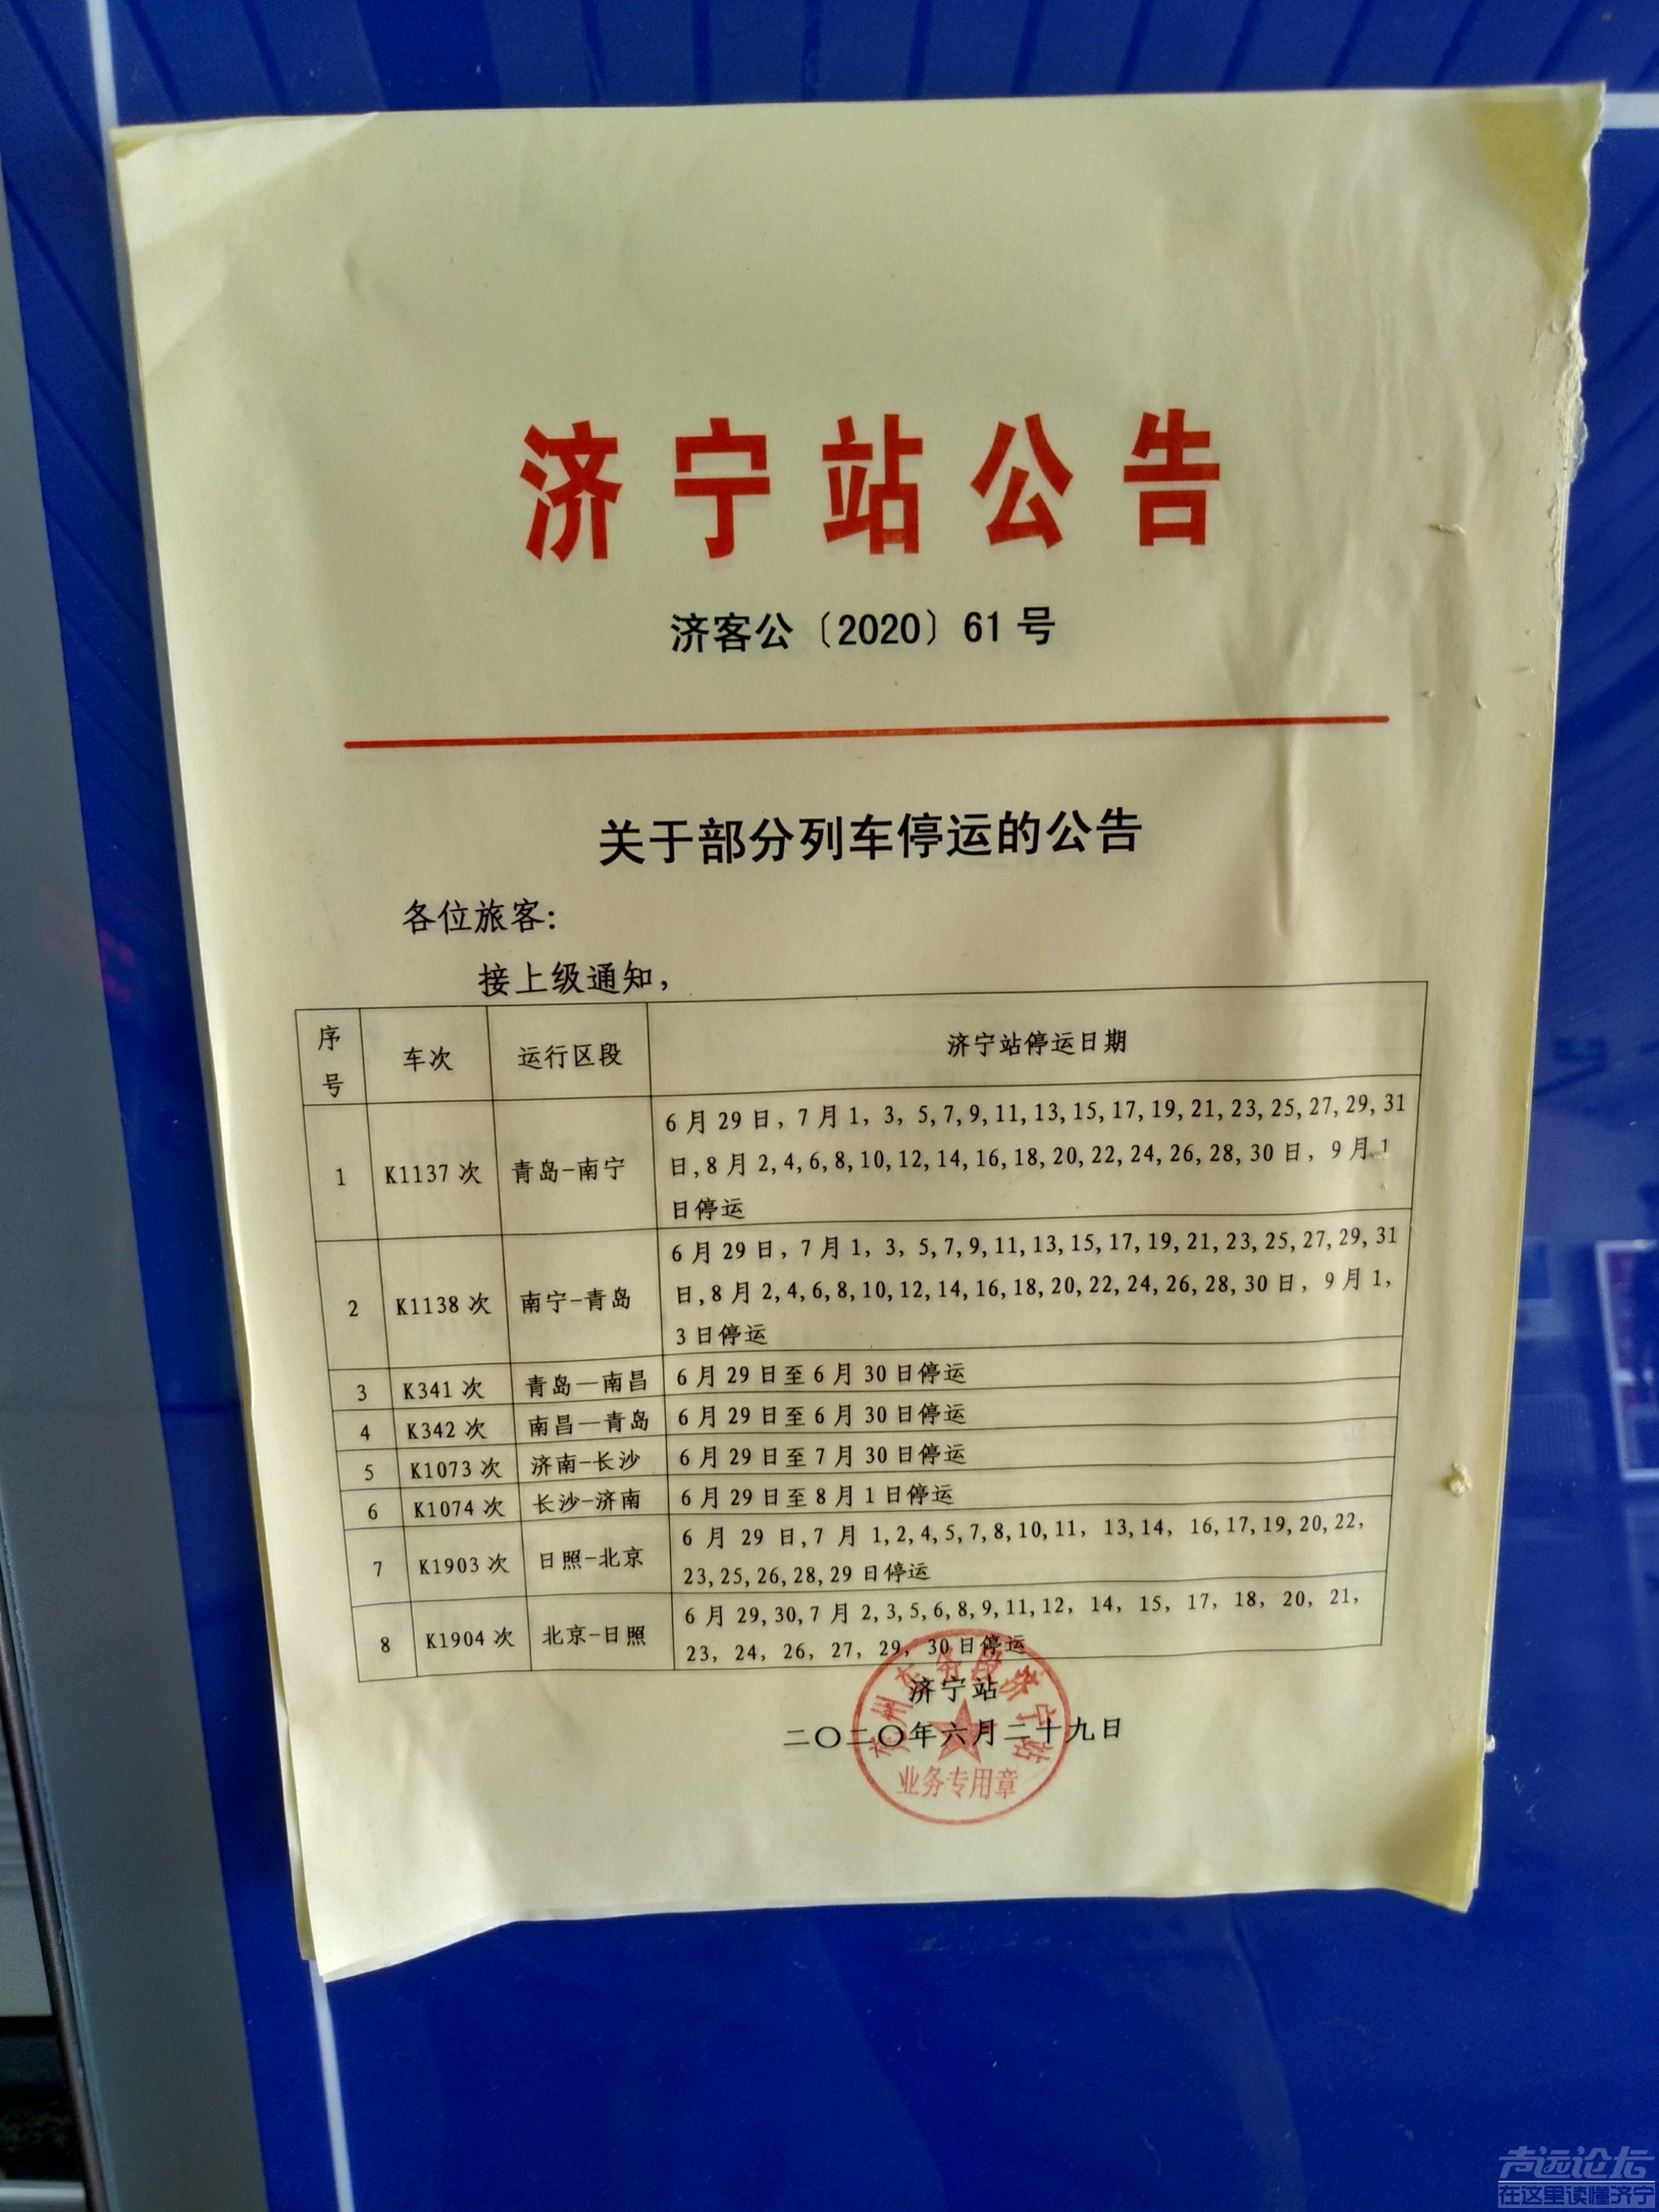 济宁站公告
济客公〔2020〕61号
关于部分列车停运的公告
各位旅客:
接上级通知,
序号 车次 运行区段 济宁站停运日期
1 K1137次 青岛-南宁 6月29日, 7月1, 3, 5,7,9,11,13,15,17,19,21,23,25,27,29,31
日,8月2,4,6,8,10,12,14,16,18,20,22,24,26,28,30日, 9月1
日停运
2 K1138次 南宁-青岛 6月29日, 7月1, 3, 5,7,9,11,13,15,17,19,21,23,25,27,29,31
日,8月2,4,6,8,10,12,14,16,18,20,22,24,26,28,30日, 9月1,
3日停运
3 K341次 青岛—南昌 6月29日至6月30日停运
4 K342次 南昌—青岛 6月29日至6月30日停运
5 K1073次 济南-长沙 6月29日至7月30日停运
6 K1074次 长沙-济南 6月29日至8月1日停运
7 K1903次 日照-北京 6月29日,7月1,2,4,5,7,8,10,11, 13,14, 16,17,19,20,22,
23,25,26,28,29日停运
8 K1904次 北京-日照 6月29,30,7月2,3,5,6,8,9,11,12, 14, 15, 17, 18, 20, 21,
23, 24, 26, 27, 29, 30日停运
济宁站
二〇二〇年六月二十九日
业务专用章
声远论坛
在这里读懂济宁